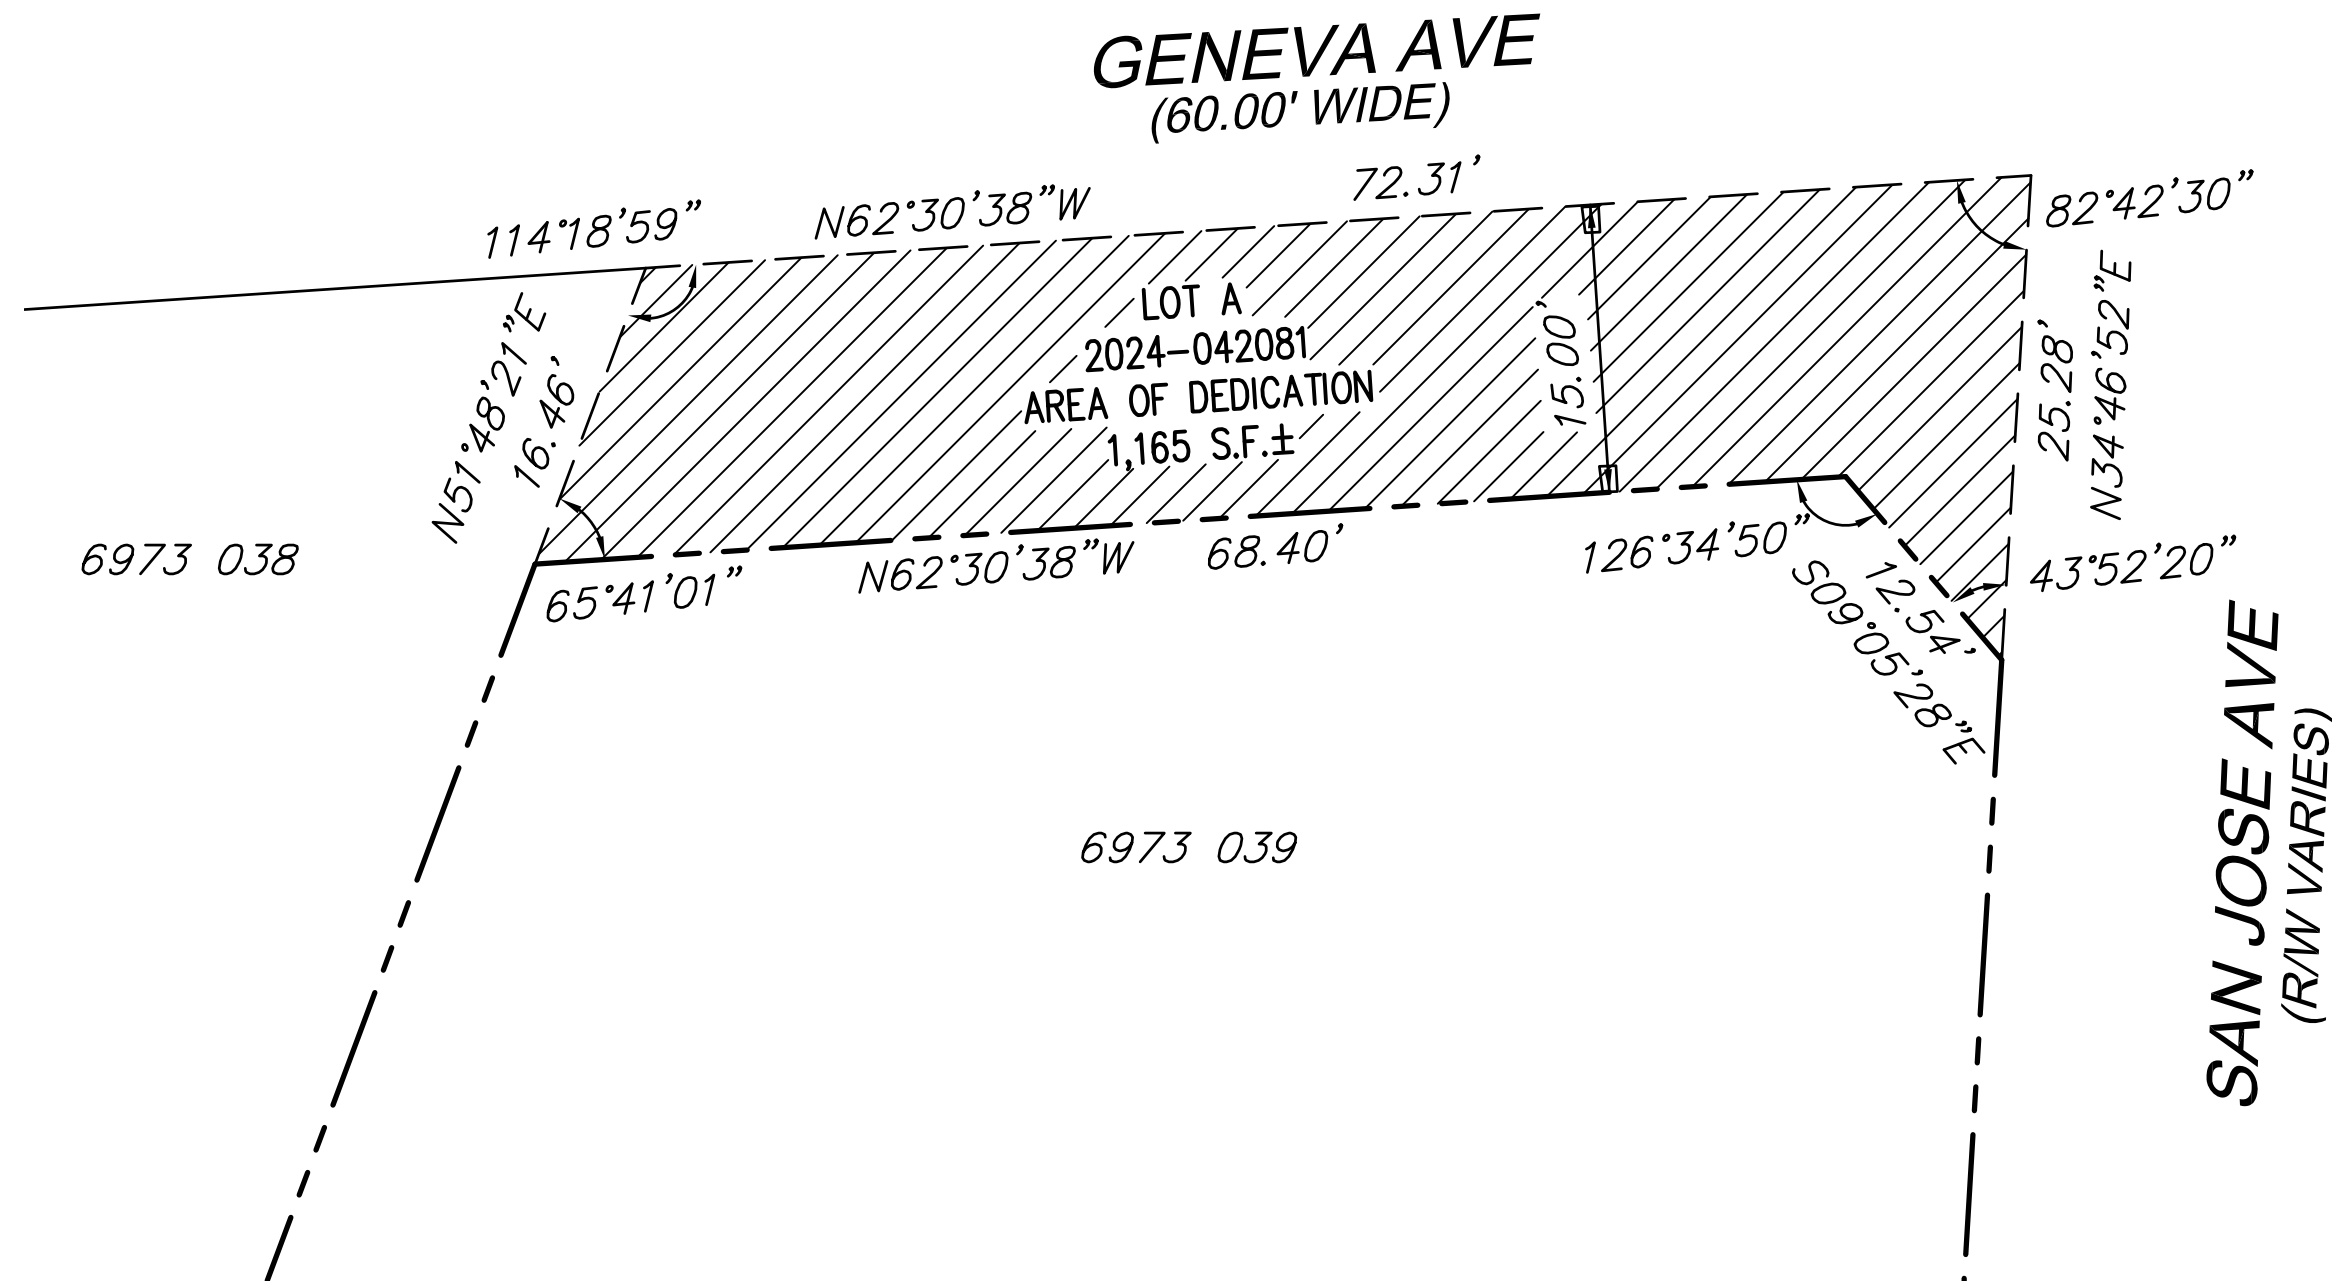 GENEVA AVE
(60.00' WIDE)
114°18'59"
N62°30'38"W
72.31'
82°42'30"
N51°48'21"E
16.46'
LOT A
2024-042081
AREA OF DEDICATION
1,165 S.F.±
15.00'
25.28'
N34°46'52"E
6973 038
65°41'01"
N62°30'38"W
68.40'
126°34'50"
12.54'
S09°05'28"E
43°52'20"
6973 039
SAN JOSE AVE
(R/W VARIES)